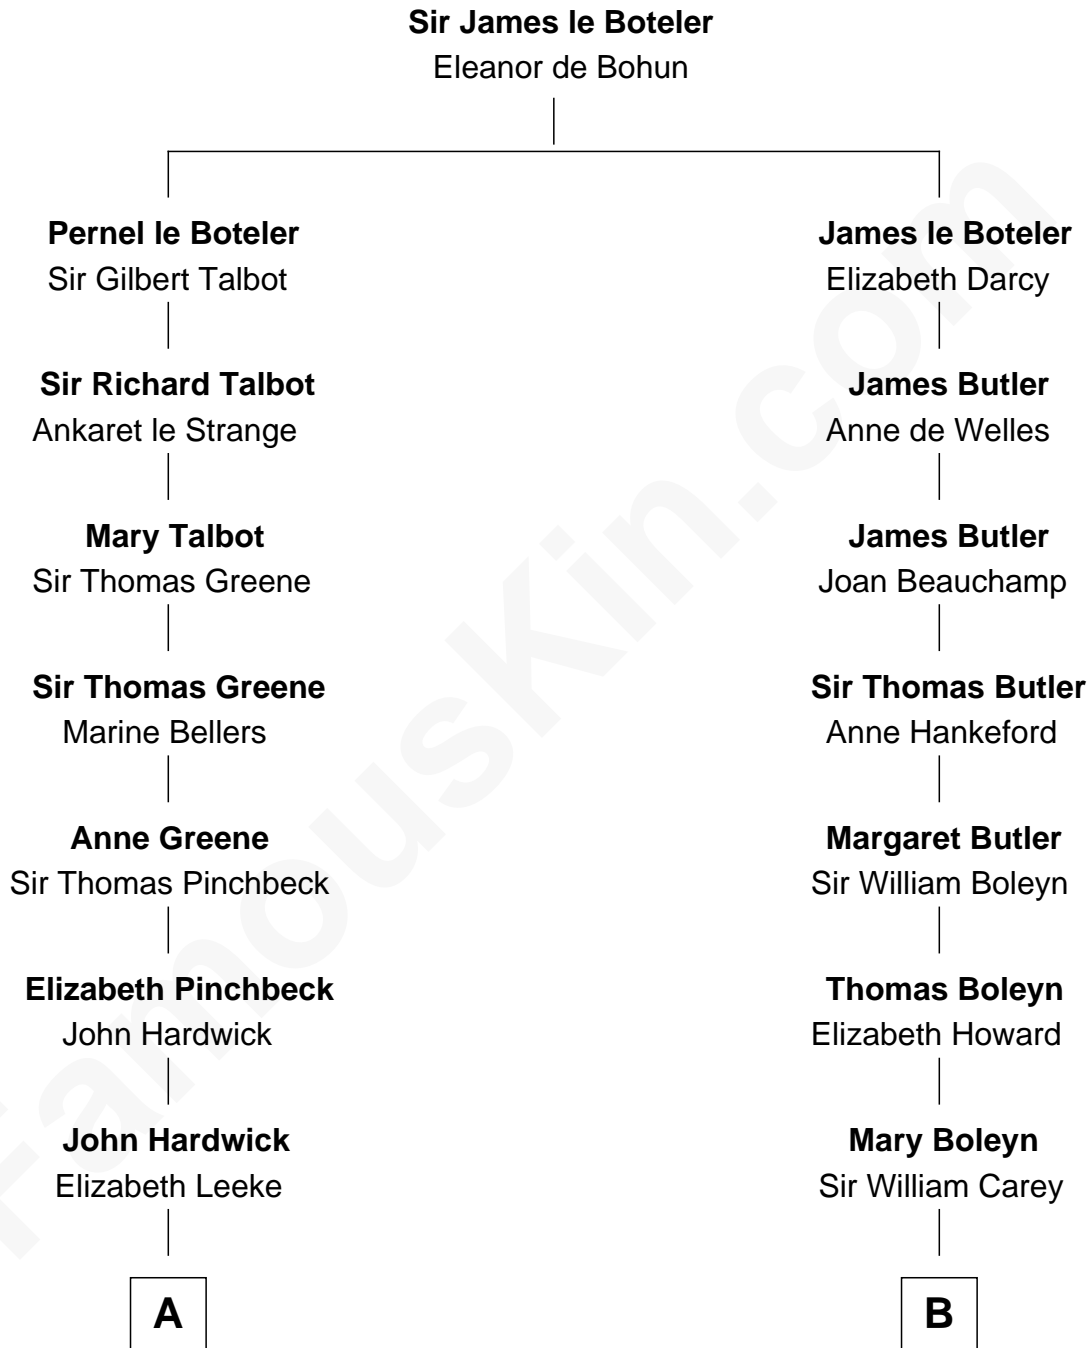 Sir James le Boteler
Eleanor de Bohun
Pernel le Boteler
Sir Gilbert Talbot
James le Boteler
Elizabeth Darcy
Sir Richard Talbot
Ankaret le Strange
James Butler
Anne de Welles
Mary Talbot
Sir Thomas Greene
James Butler
Joan Beauchamp
Sir Thomas Greene
Marine Bellers
Sir Thomas Butler
Anne Hankeford
Anne Greene
Sir Thomas Pinchbeck
Margaret Butler
Sir William Boleyn
Elizabeth Pinchbeck
John Hardwick
Thomas Boleyn
Elizabeth Howard
John Hardwick
Elizabeth Leeke
Mary Boleyn
Sir William Carey
A
B
FamousKin.com